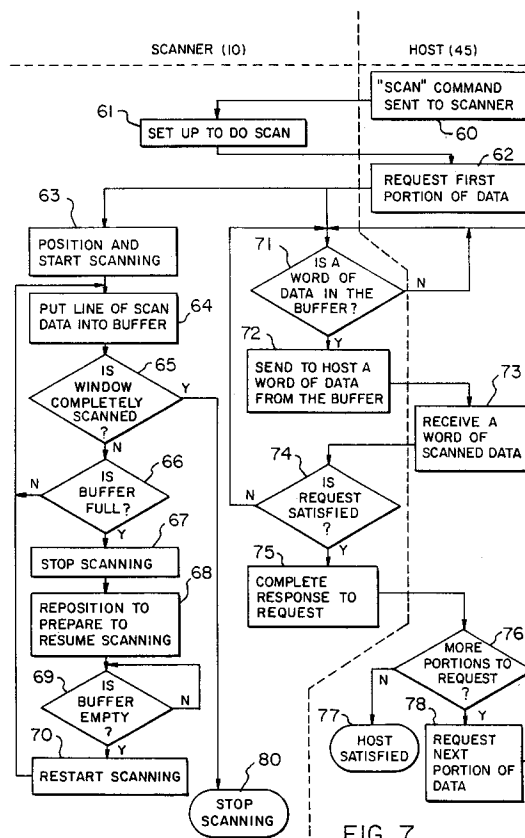 SCANNER (10)
HOST (45)
"SCAN" COMMAND
SENT TO SCANNER
60
61
SET UP TO DO SCAN
62
REQUEST FIRST
PORTION OF DATA
63
POSITION AND
START SCANNING
64
PUT LINE OF SCAN
DATA INTO BUFFER
65
IS
WINDOW
COMPLETELY
SCANNED
?
Y
N
66
IS
BUFFER
FULL?
N
Y
67
STOP SCANNING
68
REPOSITION TO
PREPARE TO
RESUME SCANNING
69
IS
BUFFER
EMPTY
?
N
Y
70
RESTART SCANNING
80
STOP
SCANNING
71
IS A
WORD OF
DATA IN THE
BUFFER?
N
Y
72
SEND TO HOST A
WORD OF DATA
FROM THE BUFFER
73
RECEIVE A
WORD OF
SCANNED DATA
74
IS
REQUEST
SATISFIED
?
N
Y
75
COMPLETE
RESPONSE TO
REQUEST
76
MORE
PORTIONS TO
REQUEST
?
N
Y
77
HOST
SATISFIED
78
REQUEST
NEXT
PORTION OF
DATA
FIG. 7